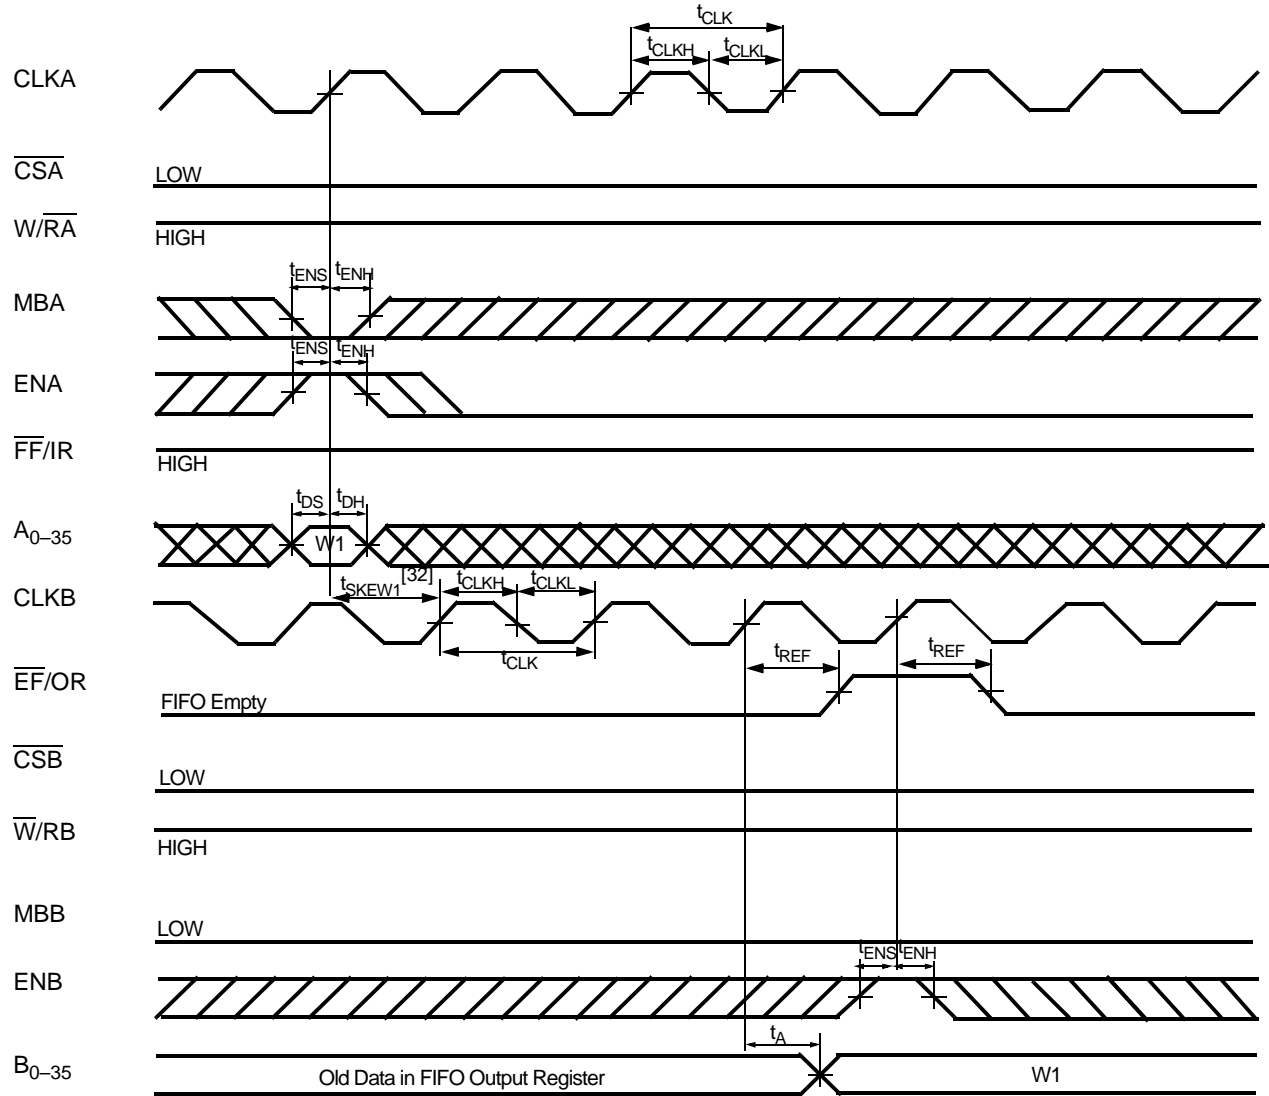 tCLK
tCLKH tCLKL
CLKA
CSA LOW
W/RA HIGH
tENS tENH
MBA
tENS tENH
ENA
FF/IR HIGH
tDS tDH
A0–35 W1
tSKEW1[32] tCLKH tCLKL
CLKB
tCLK tREF tREF
EF/OR FIFO Empty
CSB LOW
W/RB HIGH
MBB LOW
tENS tENH
ENB
tA
B0–35 Old Data in FIFO Output Register W1